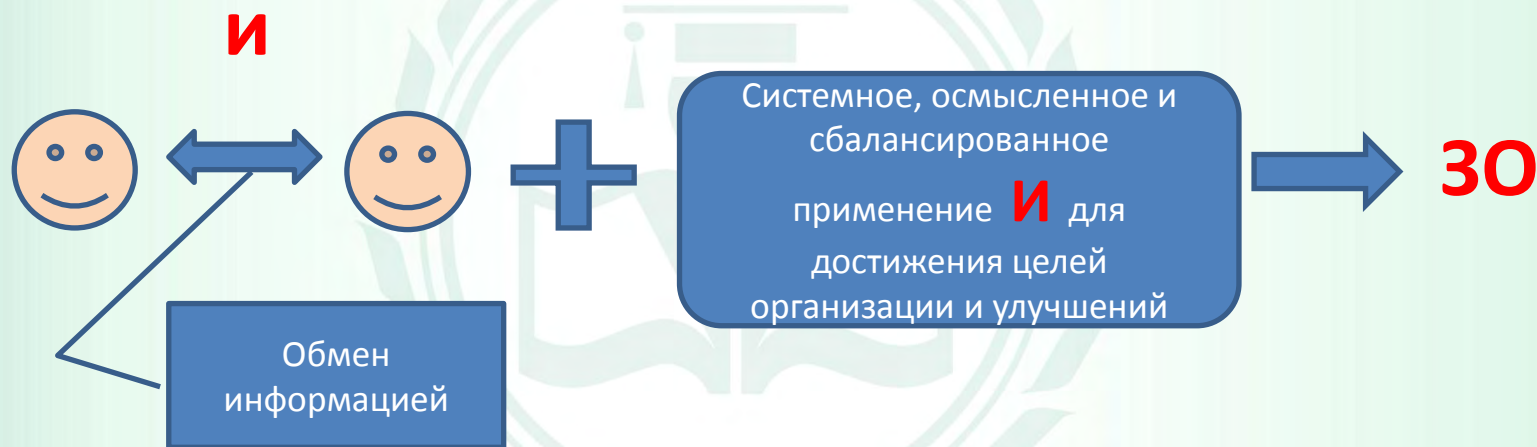 И
Системное, осмысленное и
сбалансированное
применение И для
достижения целей
организации и улучшений
ЗО
Обмен
информацией